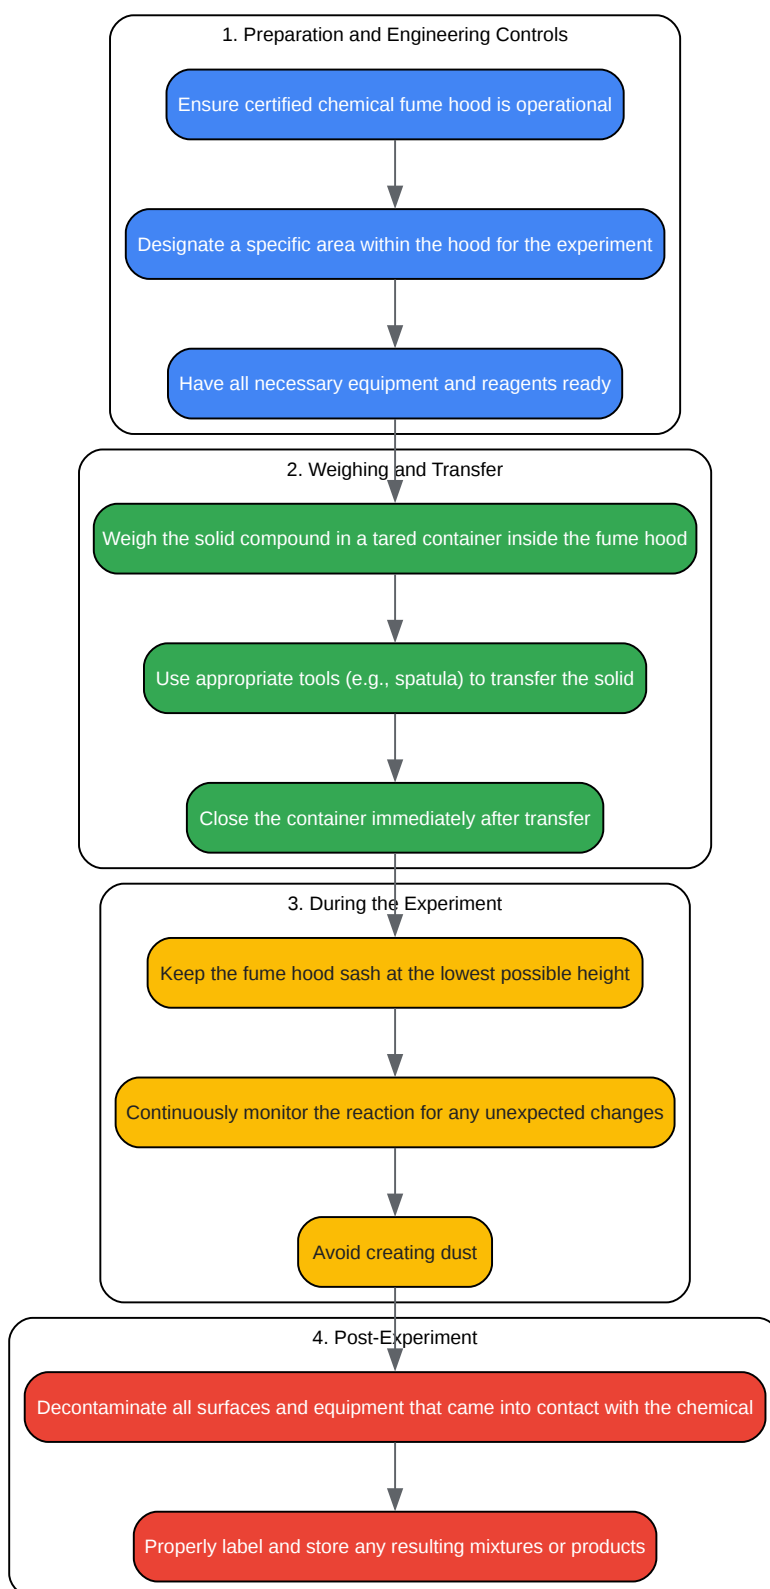 1. Preparation and Engineering Controls
Ensure certified chemical fume hood is operational
Designate a specific area within the hood for the experiment
Have all necessary equipment and reagents ready
2. Weighing and Transfer
Weigh the solid compound in a tared container inside the fume hood
Use appropriate tools (e.g., spatula) to transfer the solid
Close the container immediately after transfer
3. During the Experiment
Keep the fume hood sash at the lowest possible height
Continuously monitor the reaction for any unexpected changes
Avoid creating dust
4. Post-Experiment
Decontaminate all surfaces and equipment that came into contact with the chemical
Properly label and store any resulting mixtures or products